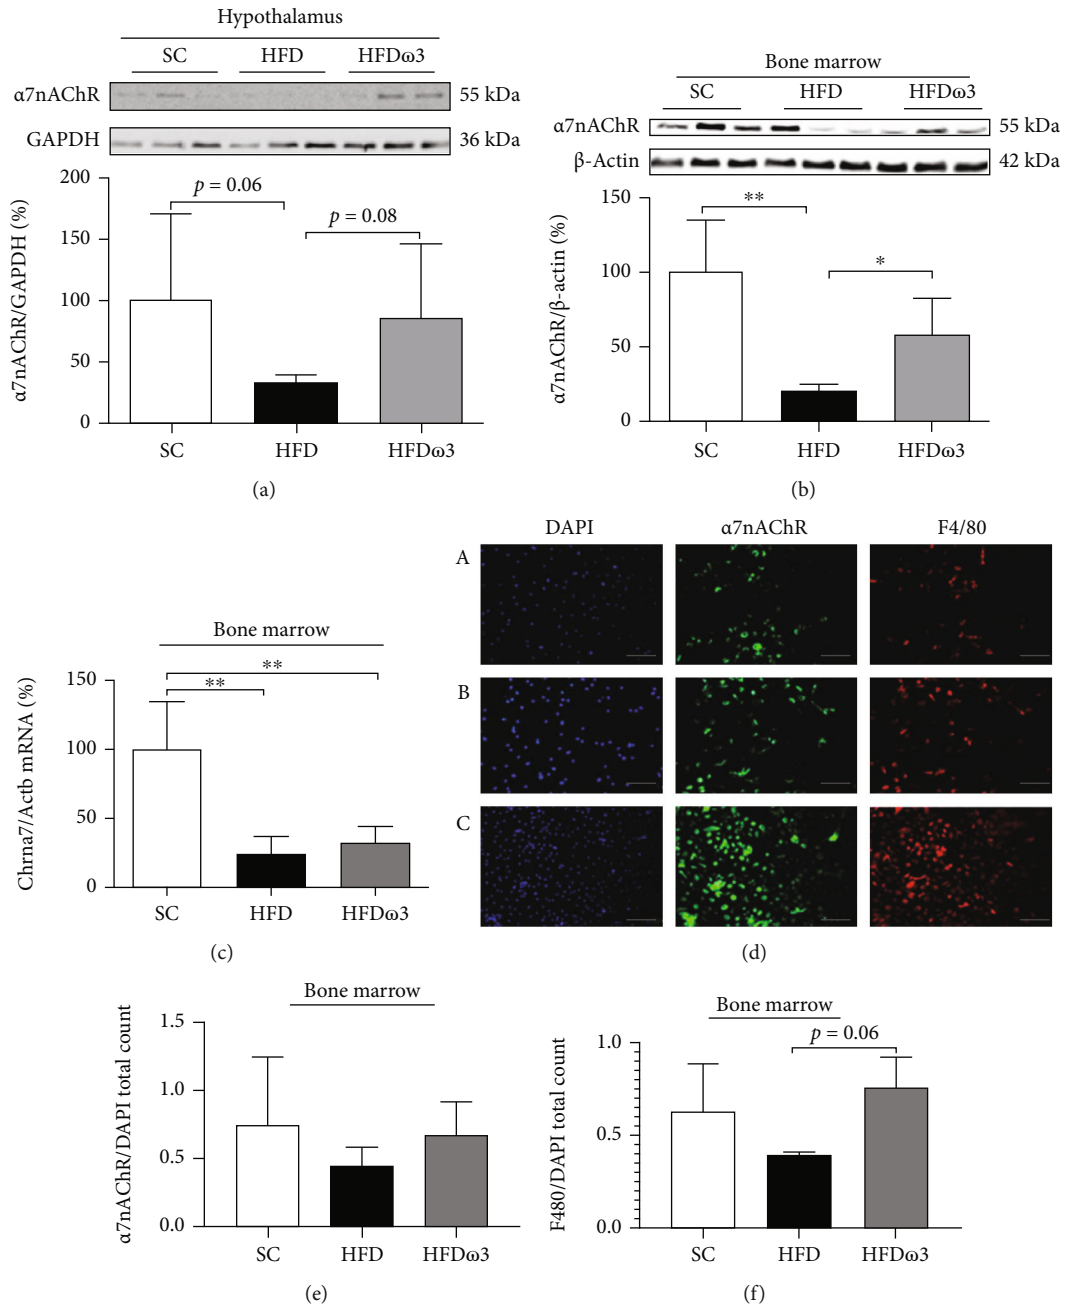 Hypothalamus
SC HFD HFDω3
α7nAChR 55 kDa
GAPDH 36 kDa
α7nAChR/GAPDH (%)
200
150
100
50
0
p = 0.06
p = 0.08
SC HFD HFDω3
(a)
Bone marrow
SC HFD HFDω3
α7nAChR 55 kDa
β-Actin 42 kDa
α7nAChR/β-actin (%)
150
100
50
0
**
*
SC HFD HFDω3
(b)
Bone marrow
Chrna7/Actb mRNA (%)
150
100
50
0
**
**
SC HFD HFDω3
(c)
DAPI α7nAChR F4/80
A
B
C
(d)
Bone marrow
α7nAChR/DAPI total count
1.5
1.0
0.5
0.0
SC HFD HFDω3
(e)
Bone marrow
F480/DAPI total count
1.0
0.5
0.0
p = 0.06
SC HFD HFDω3
(f)